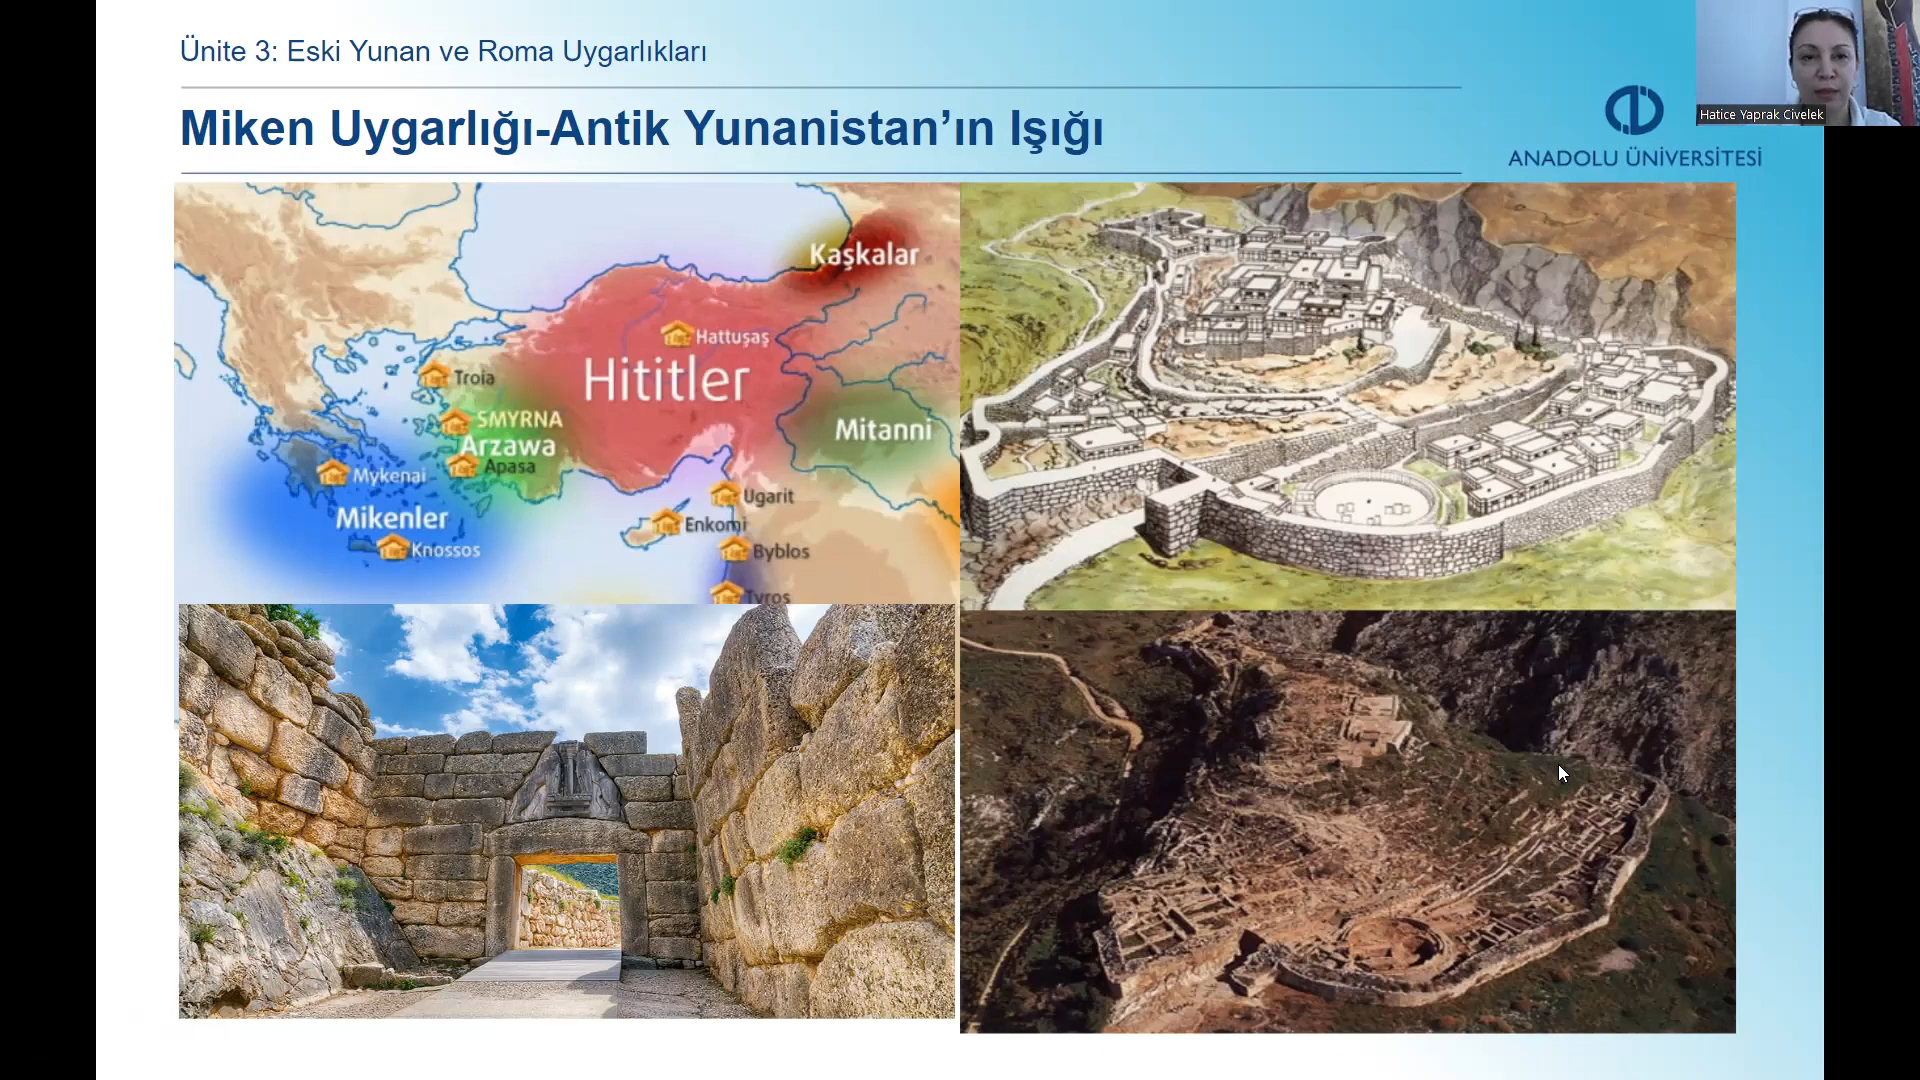 Ünite 3: Eski Yunan ve Roma Uygarlıkları
Miken Uygarlığı-Antik Yunanistan’ın Işığı
ANADOLU ÜNİVERSİTESİ
Hatice Yaprak Civelek
Kaşkalar
Hattuşaş
Hititler
Troia
SMYRNA
Arzawa
Apasa
Mitanni
Mykenai
Mikenler
Knossos
Ugarit
Enkomi
Byblos
Tyros